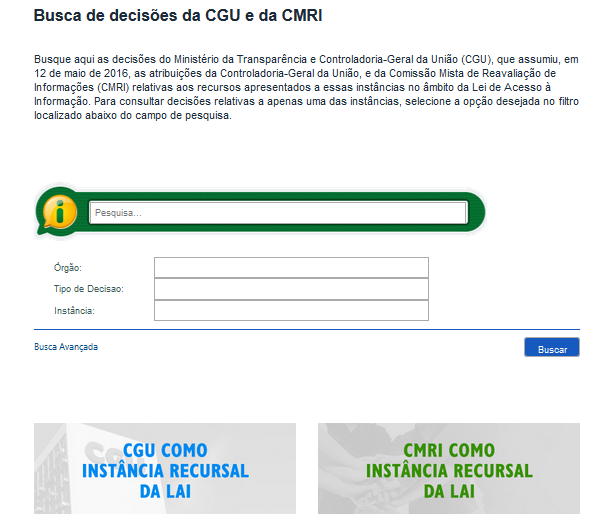 Busca de decisões da CGU e da CMRI
Busque aqui as decisões do Ministério da Transparência e Controladoria-Geral da União (CGU), que assumiu, em
12 de maio de 2016, as atribuições da Controladoria-Geral da União, e da Comissão Mista de Reavaliação de
Informações (CMRI) relativas aos recursos apresentados a essas instâncias no âmbito da Lei de Acesso à
Informação. Para consultar decisões relativas a apenas uma das instâncias, selecione a opção desejada no filtro
localizado abaixo do campo de pesquisa.
i
Pesquisa...
Órgão:
Tipo de Decisao:
Instância:
Busca Avançada
Buscar
CGU
CGU COMO
INSTÂNCIA RECURSAL
DA LAI
CMRI COMO
INSTÂNCIA RECURSAL
DA LAI